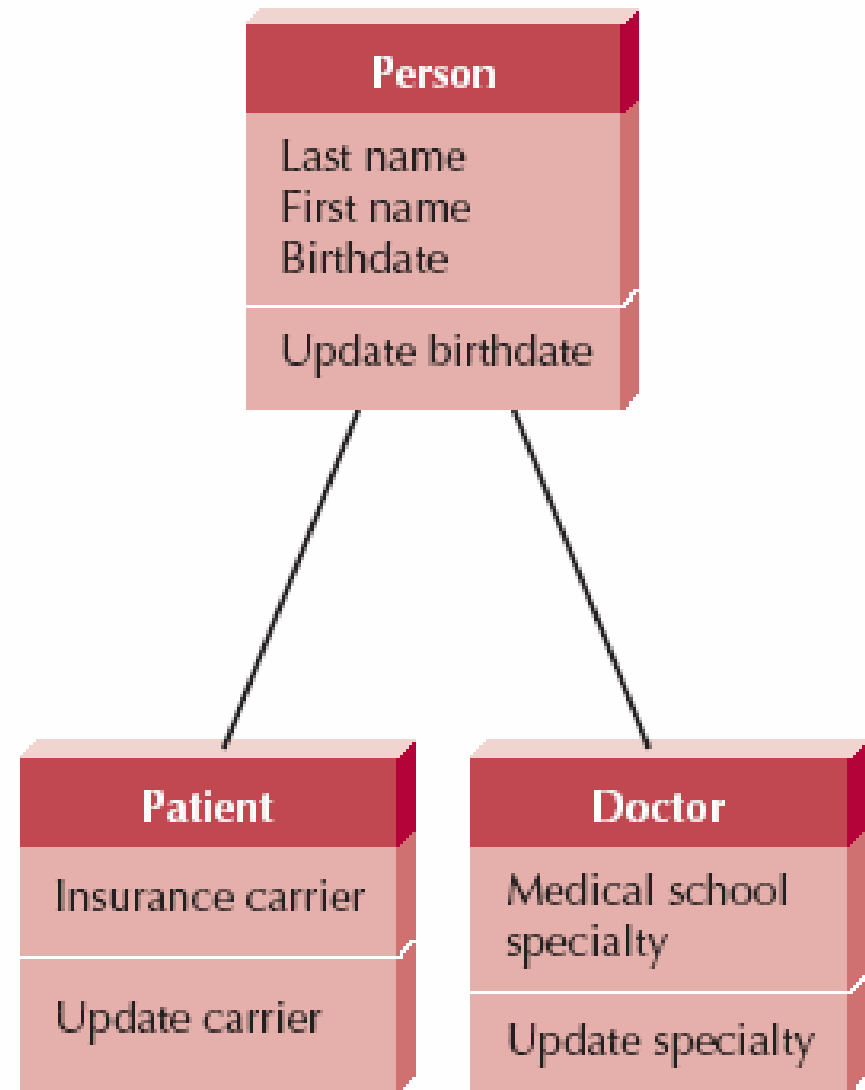 Person
Last name
First name
Birthdate
Update birthdate
Patient
Insurance carrier
Update carrier
Doctor
Medical school
specialty
Update specialty